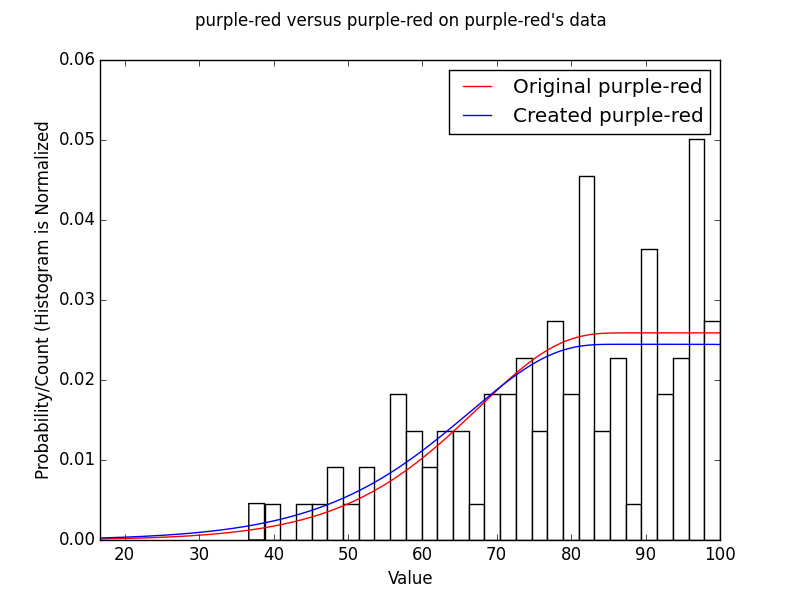 purple-red versus purple-red on purple-red's data
0.06
0.05
0.04
0.03
0.02
0.01
0.00
Probability/Count (Histogram is Normalized
Original purple-red
Created purple-red
20 30 40 50 60 70 80 90 100
Value